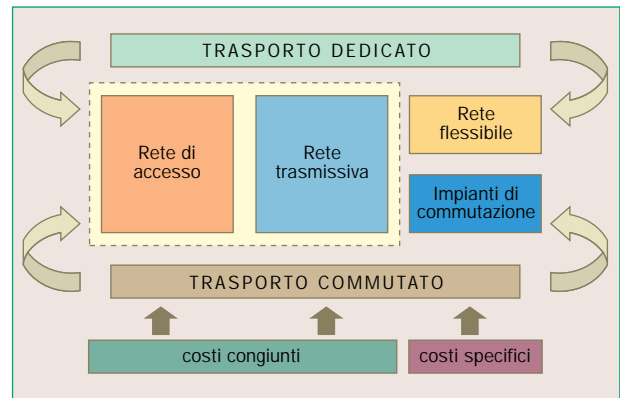 TRASPORTO DEDICATO
Rete di
accesso
Rete
trasmissiva
Rete
flessibile
Impianti di
commutazione
TRASPORTO COMMUTATO
costi congiunti
costi specifici